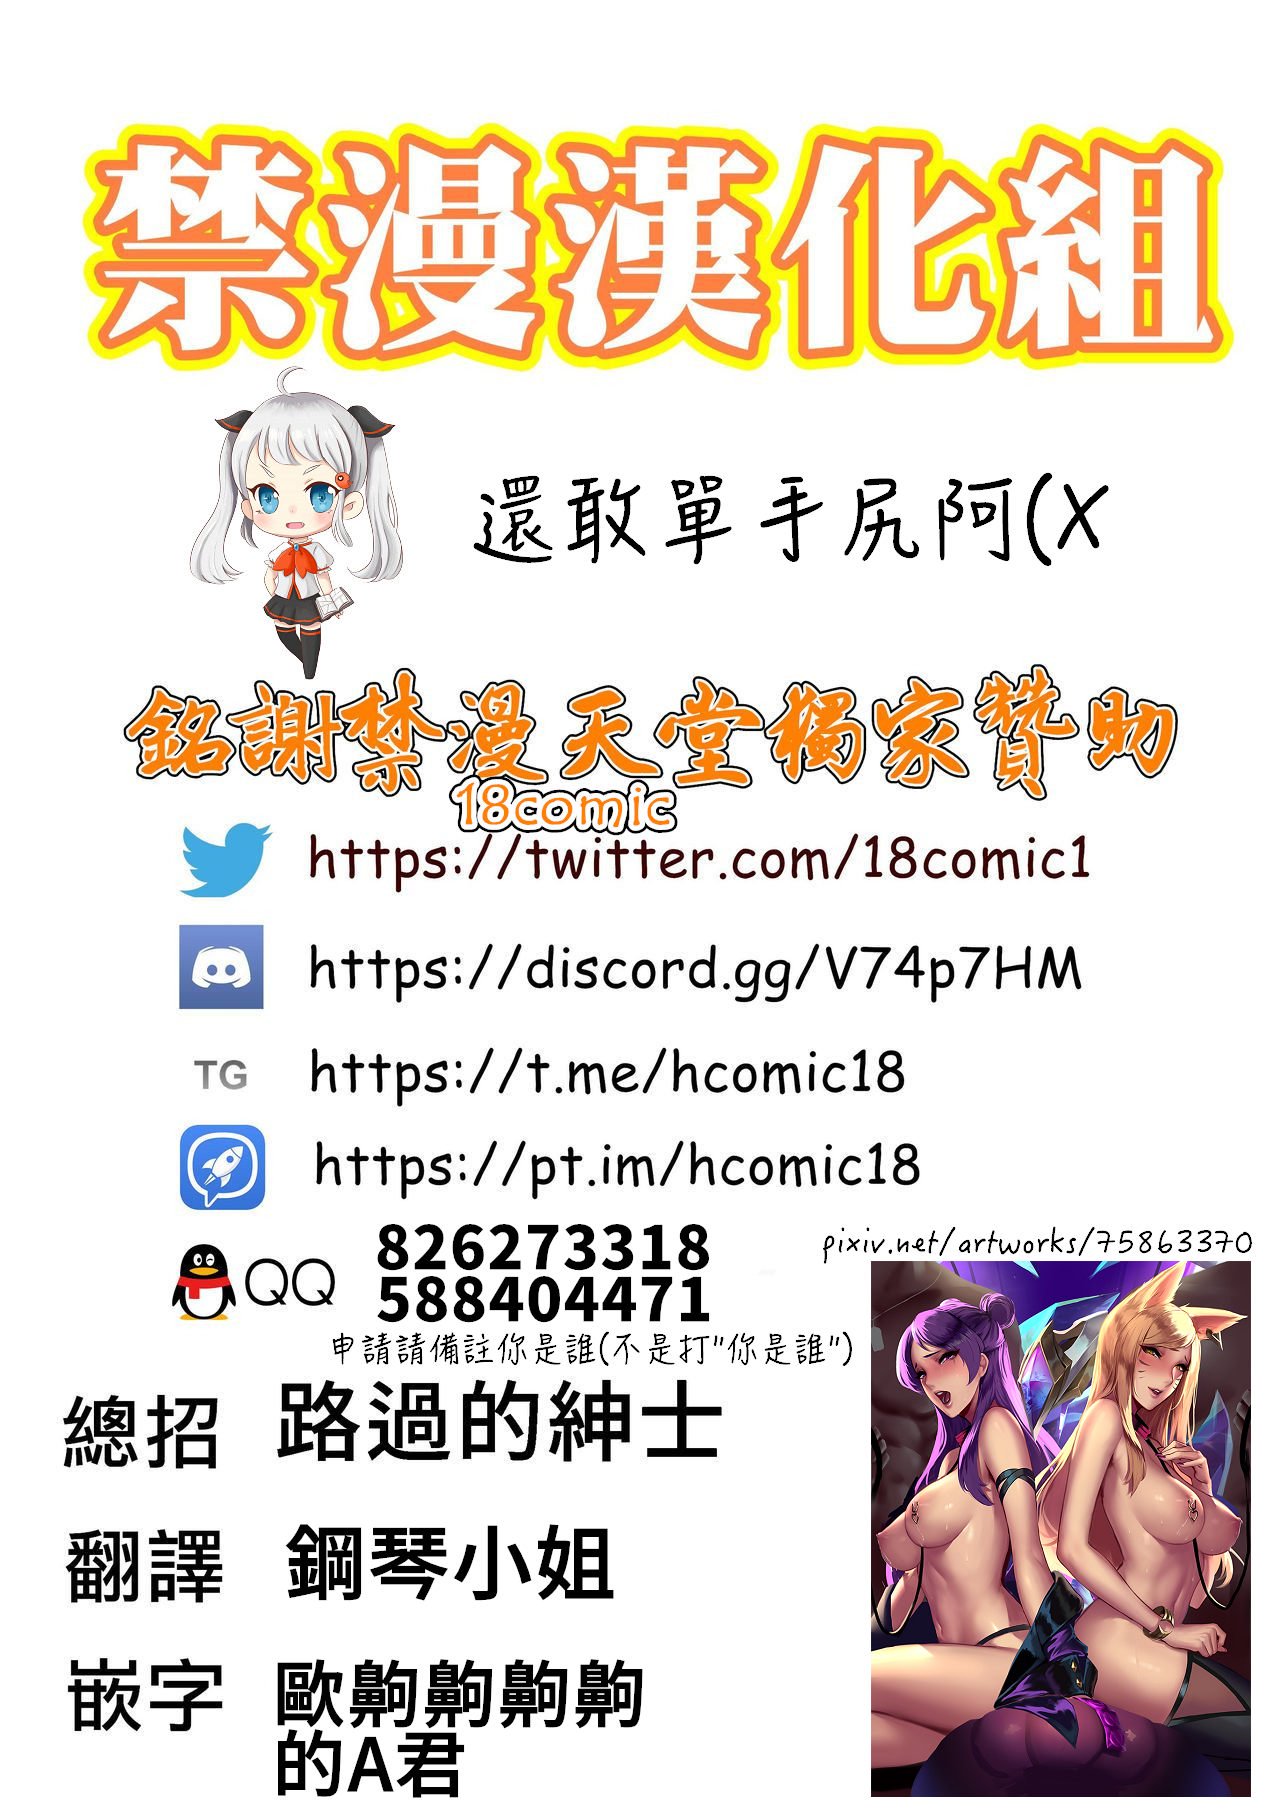 禁漫漢化組
還敢單手尻阿(X
銘謝禁漫天堂獨家贊助
18comic
https://twitter.com/18comic1
https://discord.gg/V74p7HM
TG https://t.me/hcomic18
https://pt.im/hcomic18
QQ 826273318
588404471
pixiv.net/artworks/75863370
申請請備註你是誰(不是打"你是誰")
總招 路過的紳士
翻譯 鋼琴小姐
嵌字 歐齁齁齁齁
的A君